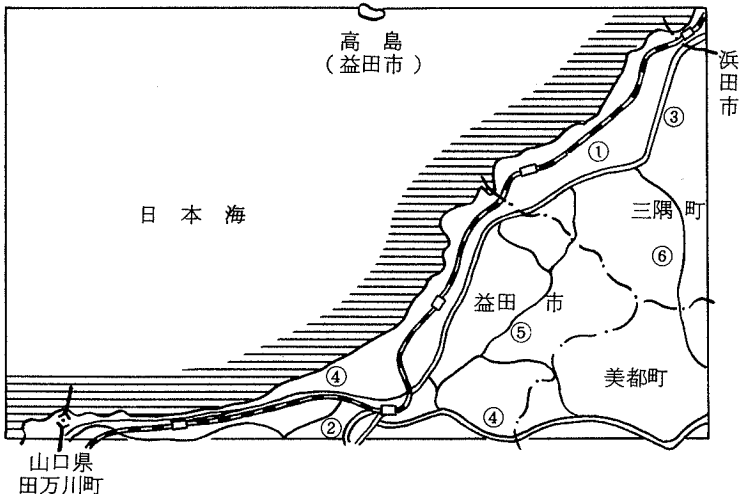 高島
(益田市)
浜田市
③
①
日本海
三隅町
⑥
益田市
⑤
④
美都町
④
②
山口県
田万川町